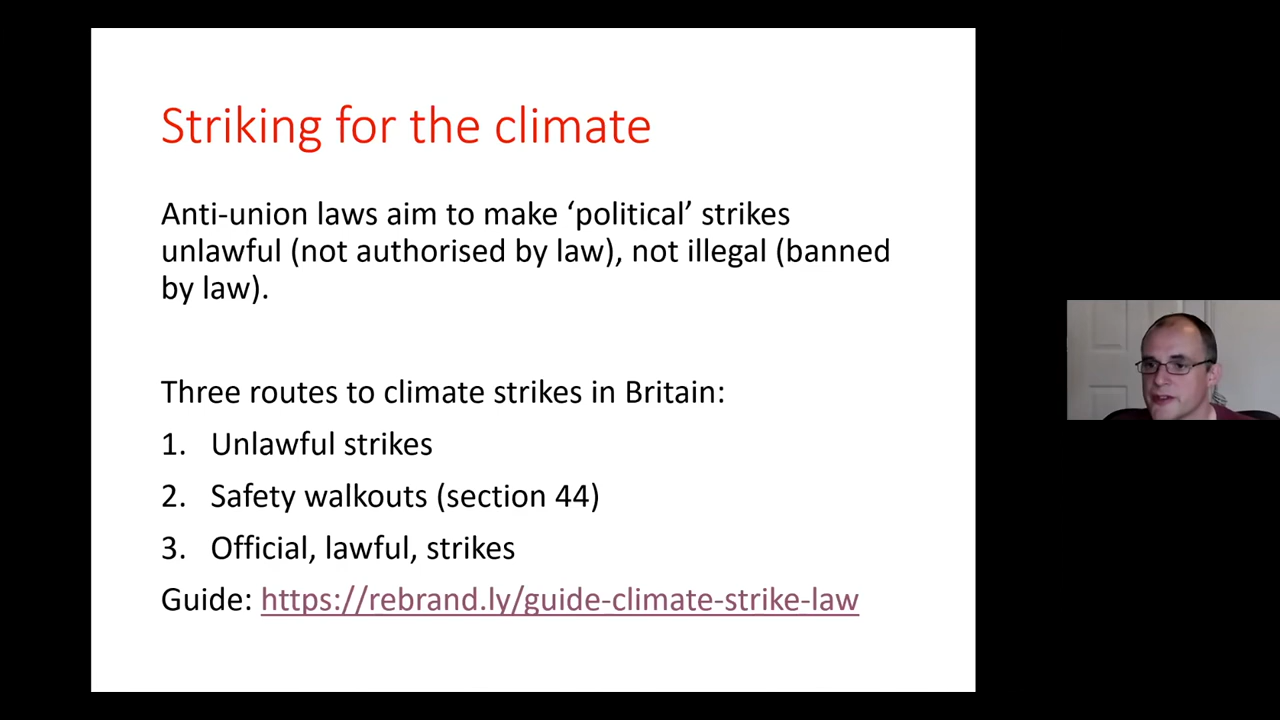 Striking for the climate
Anti-union laws aim to make ‘political’ strikes
unlawful (not authorised by law), not illegal (banned
by law).
Three routes to climate strikes in Britain:
1. Unlawful strikes
2. Safety walkouts (section 44)
3. Official, lawful, strikes
Guide: https://rebrand.ly/guide-climate-strike-law